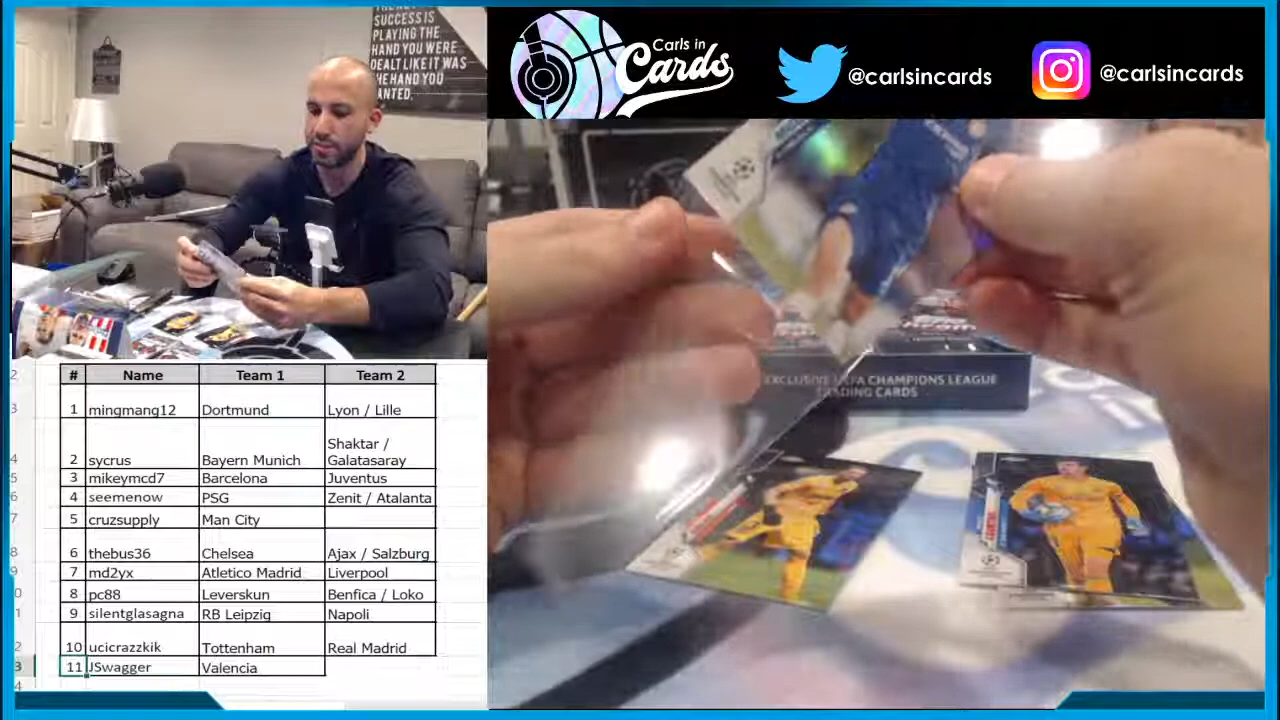 SUCCESS IS
PLAYING THE
HAND YOU WERE
DEALT LIKE IT WAS
THE HAND YOU
WANTED.
Carls in
Cards
@carlsincards
@carlsincards
EXCLUSIVE UEFA CHAMPIONS LEAGUE
TRADING CARDS
# Name Team 1 Team 2
1 mingmang12 Dortmund Lyon / Lille
2 sycrus Bayern Munich Shaktar / Galatasaray
3 mikeymcd7 Barcelona Juventus
4 seemenow PSG Zenit / Atalanta
5 cruzsupply Man City
6 thebus36 Chelsea Ajax / Salzburg
7 md2yx Atletico Madrid Liverpool
8 pc88 Leverskun Benfica / Loko
9 silentglasagna RB Leipzig Napoli
10 ucicrazzkik Tottenham Real Madrid
11 JSwagger Valencia